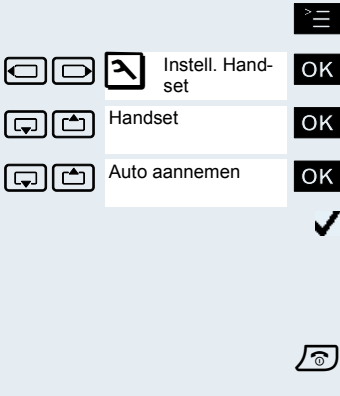 Instell. Hand-
set
OK
Handset
OK
Auto aannemen
OK